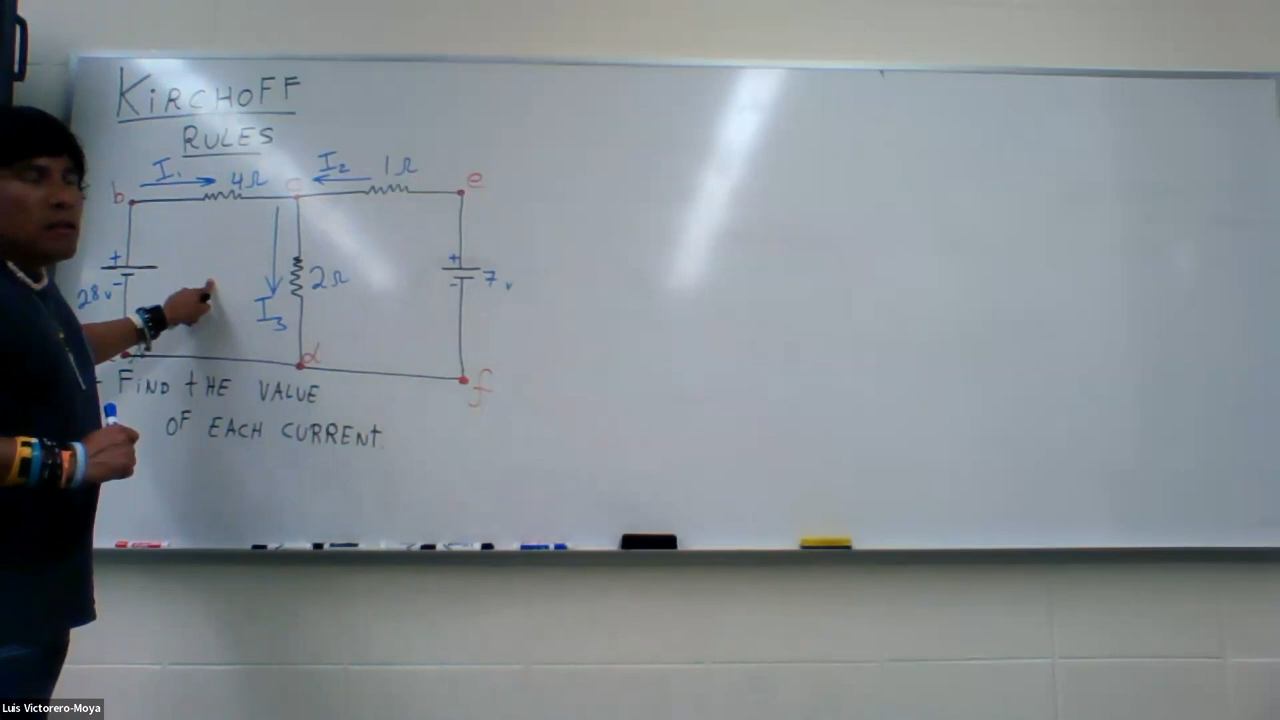 KiRCHOFF
RULES
I₁
4Ω
I₂
1Ω
b
c
e
+
-
28v
2Ω
I₃
+
-
7v
d
f
- FiND tHE VALUE
OF EACH CURRENt.
Luis Victorero-Moya